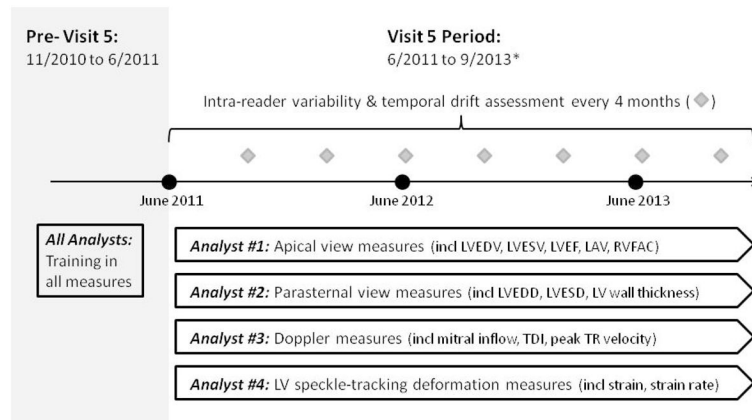 Pre- Visit 5:
11/2010 to 6/2011
Visit 5 Period:
6/2011 to 9/2013*
Intra-reader variability & temporal drift assessment every 4 months ( )
June 2011
June 2012
June 2013
All Analysts:
Training in
all measures
Analyst #1: Apical view measures (incl LVEDV, LVESV, LVEF, LAV, RVFAC)
Analyst #2: Parasternal view measures (incl LVEDD, LVESD, LV wall thickness)
Analyst #3: Doppler measures (incl mitral inflow, TDI, peak TR velocity)
Analyst #4: LV speckle-tracking deformation measures (incl strain, strain rate)